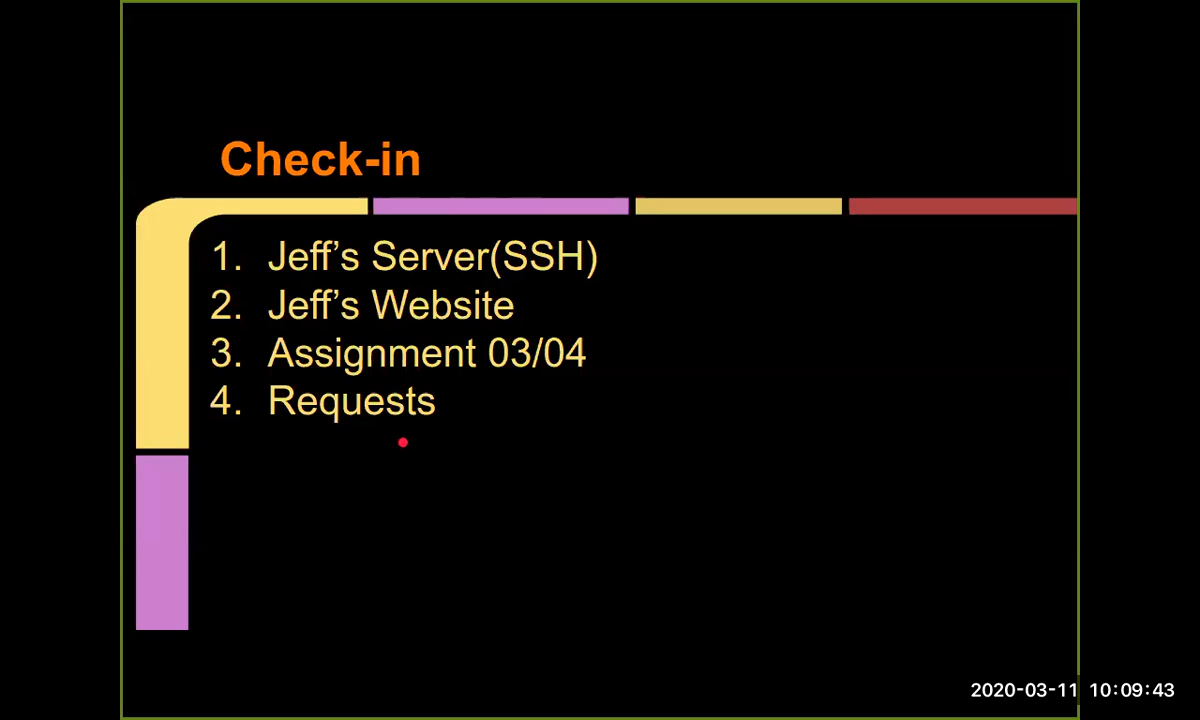 Check-in
1. Jeff’s Server(SSH)
2. Jeff’s Website
3. Assignment 03/04
4. Requests
2020-03-11 10:09:43